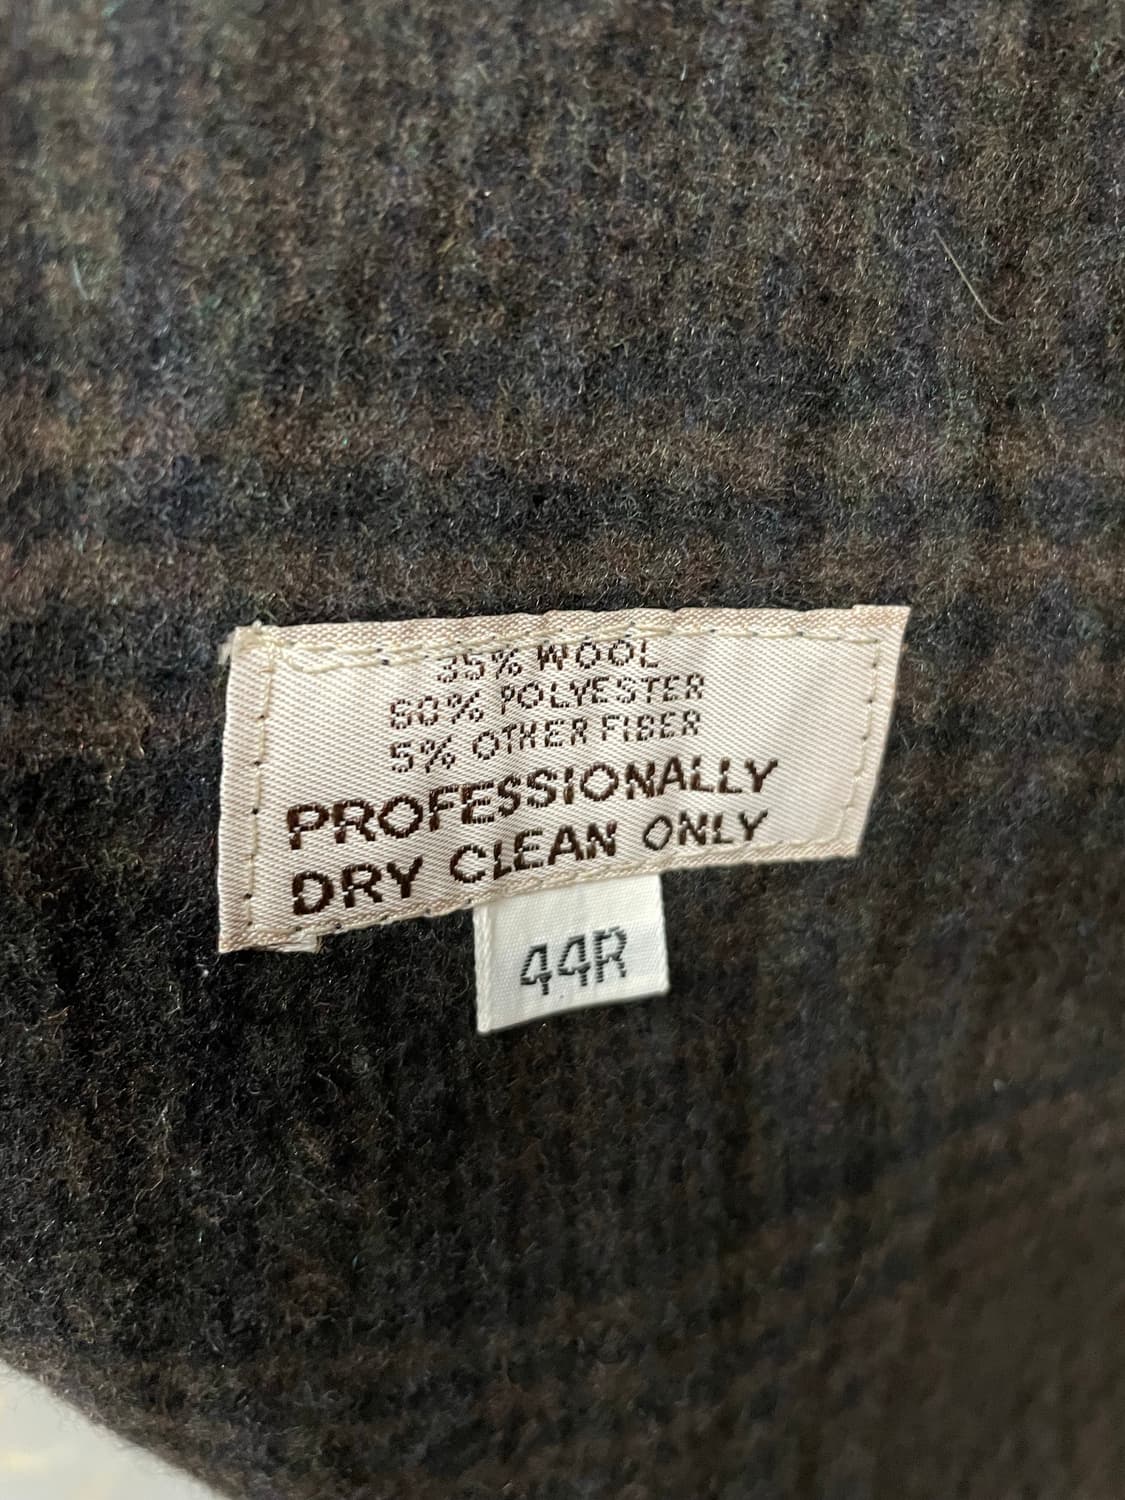 35% WOOL
60% POLYESTER
5% OTHER FIBER
PROFESSIONALLY
DRY CLEAN ONLY
44R